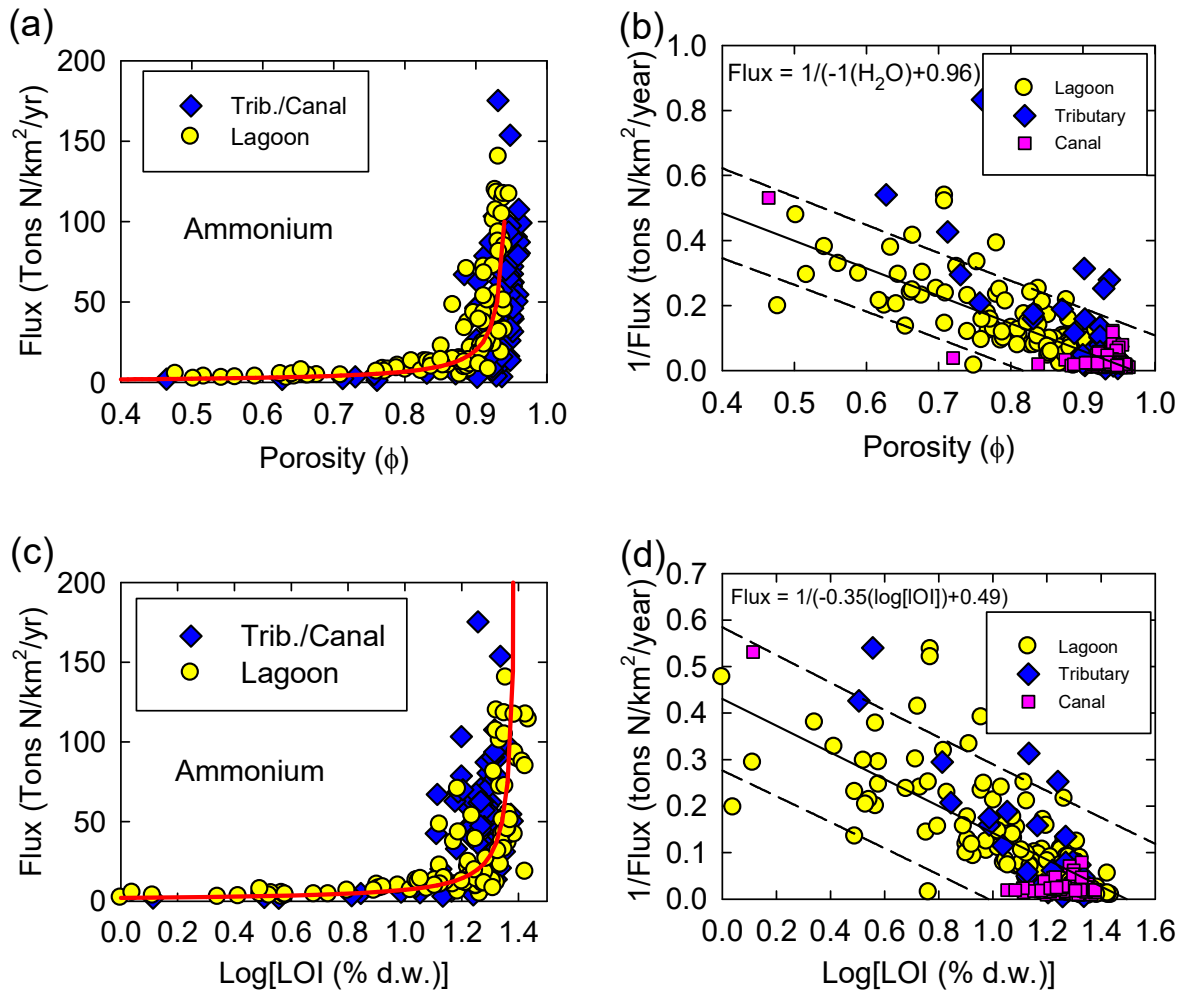 (a)
200
150
100
50
0
Flux (Tons N/km²/yr)
Trib./Canal
Lagoon
Ammonium
0.4 0.5 0.6 0.7 0.8 0.9 1.0
Porosity (ϕ)
(b)
1.0
0.8
0.6
0.4
0.2
0.0
1/Flux (tons N/km²/year)
Flux = 1/(-1(H₂O)+0.96)
Lagoon
Tributary
Canal
0.4 0.5 0.6 0.7 0.8 0.9 1.0
Porosity (ϕ)
(c)
200
150
100
50
0
Flux (Tons N/km²/yr)
Trib./Canal
Lagoon
Ammonium
0.0 0.2 0.4 0.6 0.8 1.0 1.2 1.4
Log[LOI (% d.w.)]
(d)
0.7
0.6
0.5
0.4
0.3
0.2
0.1
0.0
1/Flux (tons N/km²/year)
Flux = 1/(-0.35(log[lOI])+0.49)
Lagoon
Tributary
Canal
0.0 0.2 0.4 0.6 0.8 1.0 1.2 1.4 1.6
Log[LOI (% d.w.)]